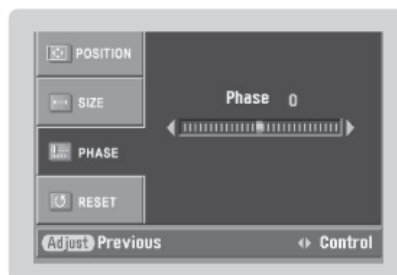 POSITION
SIZE
PHASE
RESET
Phase 0
Adjust Previous
Control